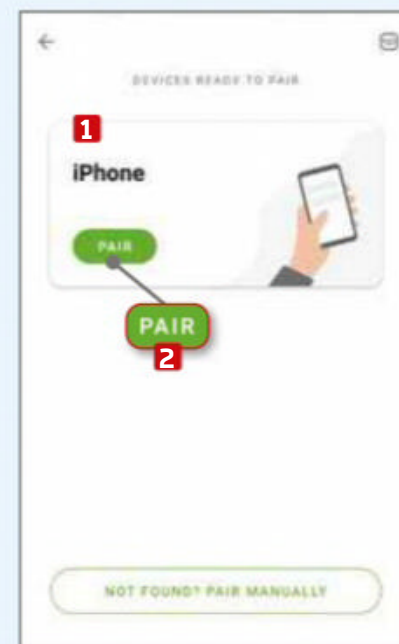 DEVICES READY TO PAIR
1
iPhone
PAIR
PAIR
2
NOT FOUND? PAIR MANUALLY